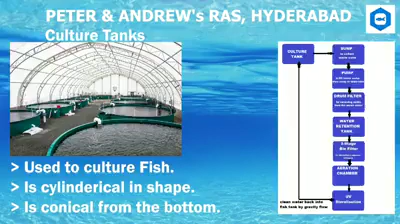 PETER & ANDREW's RAS, HYDERABAD
Culture Tanks
CULTURE
TANK
SUMP
PUMP
DRUM FILTER
WATER
RETENTION
TANK
Bio Filter
AERATION
CHAMBER
UV
Sterilization
clean water back into
fish tank by gravity flow
> Used to culture Fish.
> Is cylinderical in shape.
> Is conical from the bottom.